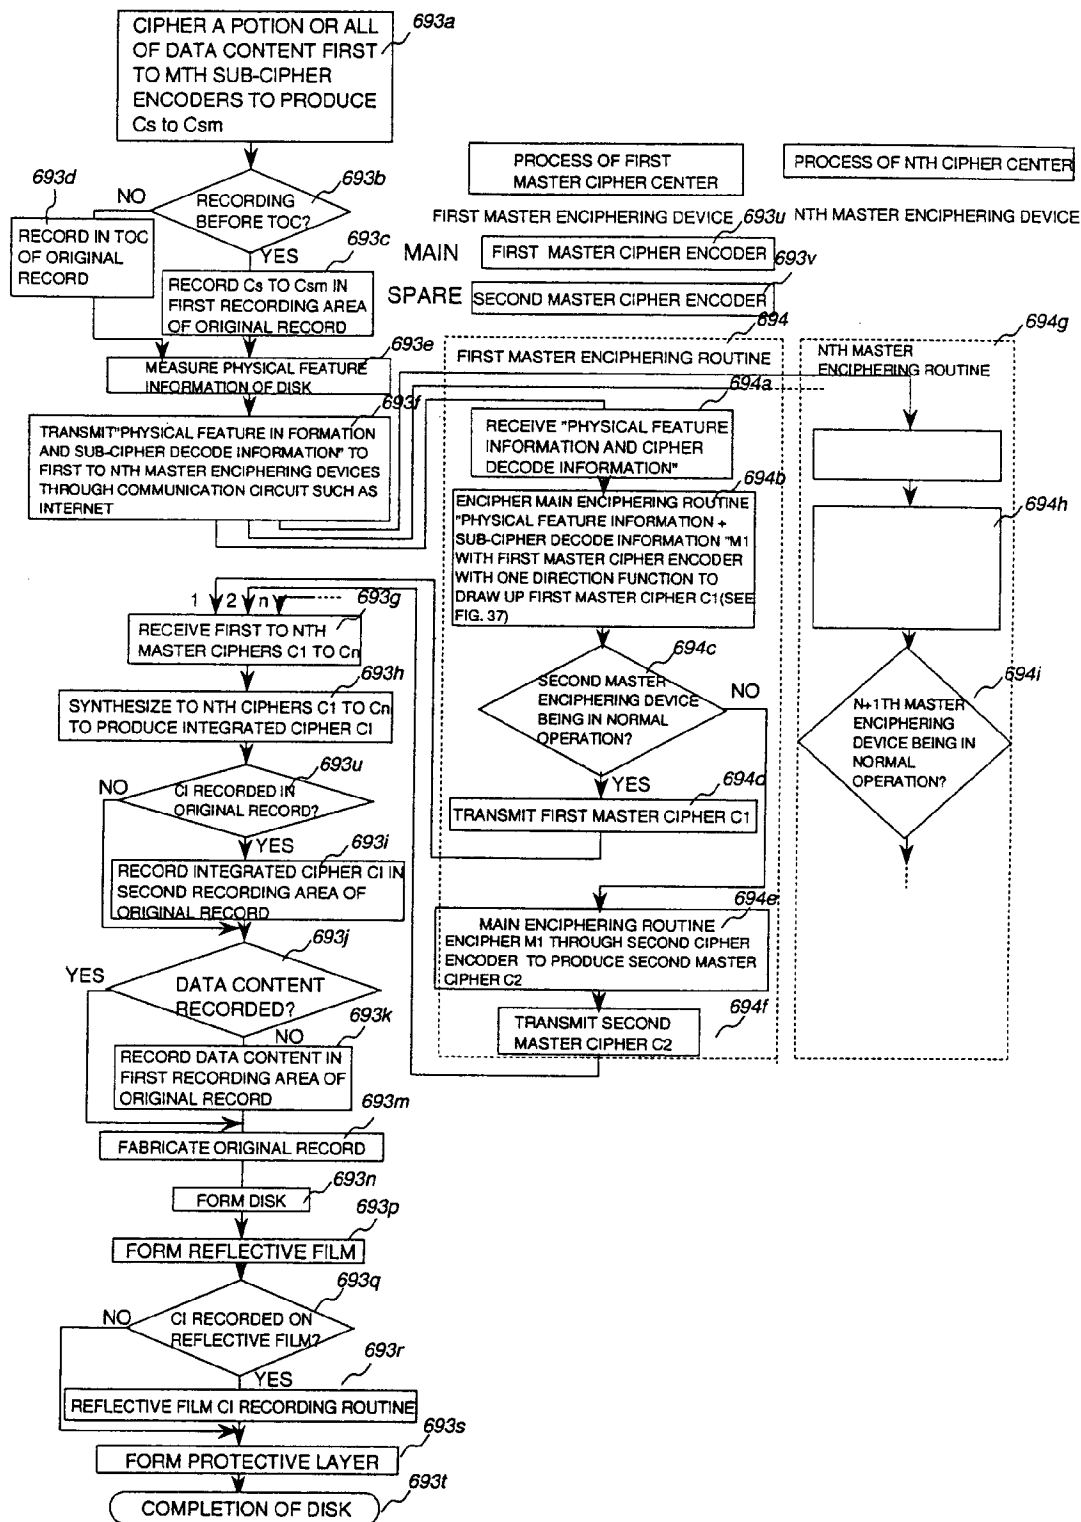 CIPHER A POTION OR ALL
OF DATA CONTENT FIRST
TO MTH SUB-CIPHER
ENCODERS TO PRODUCE
Cs to Csm
693a
693b
RECORDING
BEFORE TOC?
NO
YES
693d
RECORD IN TOC
OF ORIGINAL
RECORD
693c
RECORD Cs TO Csm IN
FIRST RECORDING AREA
OF ORIGINAL RECORD
693e
MEASURE PHYSICAL FEATURE
INFORMATION OF DISK
693f
TRANSMIT"PHYSICAL FEATURE IN FORMATION
AND SUB-CIPHER DECODE INFORMATION" TO
FIRST TO NTH MASTER ENCIPHERING DEVICES
THROUGH COMMUNICATION CIRCUIT SUCH AS
INTERNET
1 2 n
693g
RECEIVE FIRST TO NTH
MASTER CIPHERS C1 TO Cn
693h
SYNTHESIZE TO NTH CIPHERS C1 TO Cn
TO PRODUCE INTEGRATED CIPHER CI
693u
NO
CI RECORDED IN
ORIGINAL RECORD?
YES
693i
RECORD INTEGRATED CIPHER CI IN
SECOND RECORDING AREA OF
ORIGINAL RECORD
693j
YES
DATA CONTENT
RECORDED?
NO
693k
RECORD DATA CONTENT IN
FIRST RECORDING AREA OF
ORIGINAL RECORD
693m
FABRICATE ORIGINAL RECORD
693n
FORM DISK
693p
FORM REFLECTIVE FILM
693q
NO
CI RECORDED ON
REFLECTIVE FILM?
YES
693r
REFLECTIVE FILM CI RECORDING ROUTINE
693s
FORM PROTECTIVE LAYER
693t
COMPLETION OF DISK
PROCESS OF FIRST
MASTER CIPHER CENTER
FIRST MASTER ENCIPHERING DEVICE
693u
MAIN
FIRST MASTER CIPHER ENCODER
693v
SPARE
SECOND MASTER CIPHER ENCODER
694
FIRST MASTER ENCIPHERING ROUTINE
694a
RECEIVE "PHYSICAL FEATURE
INFORMATION AND CIPHER
DECODE INFORMATION"
694b
ENCIPHER MAIN ENCIPHERING ROUTINE
"PHYSICAL FEATURE INFORMATION +
SUB-CIPHER DECODE INFORMATION "M1
WITH FIRST MASTER CIPHER ENCODER
WITH ONE DIRECTION FUNCTION TO
DRAW UP FIRST MASTER CIPHER C1(SEE
FIG. 37)
694c
SECOND MASTER
ENCIPHERING DEVICE
BEING IN NORMAL
OPERATION?
NO
YES
694d
TRANSMIT FIRST MASTER CIPHER C1
694e
MAIN ENCIPHERING ROUTINE
ENCIPHER M1 THROUGH SECOND CIPHER
ENCODER TO PRODUCE SECOND MASTER
CIPHER C2
694f
TRANSMIT SECOND
MASTER CIPHER C2
PROCESS OF NTH CIPHER CENTER
NTH MASTER ENCIPHERING DEVICE
694g
NTH MASTER
ENCIPHERING ROUTINE
694h
694i
N+1TH MASTER
ENCIPHERING
DEVICE BEING IN
NORMAL
OPERATION?